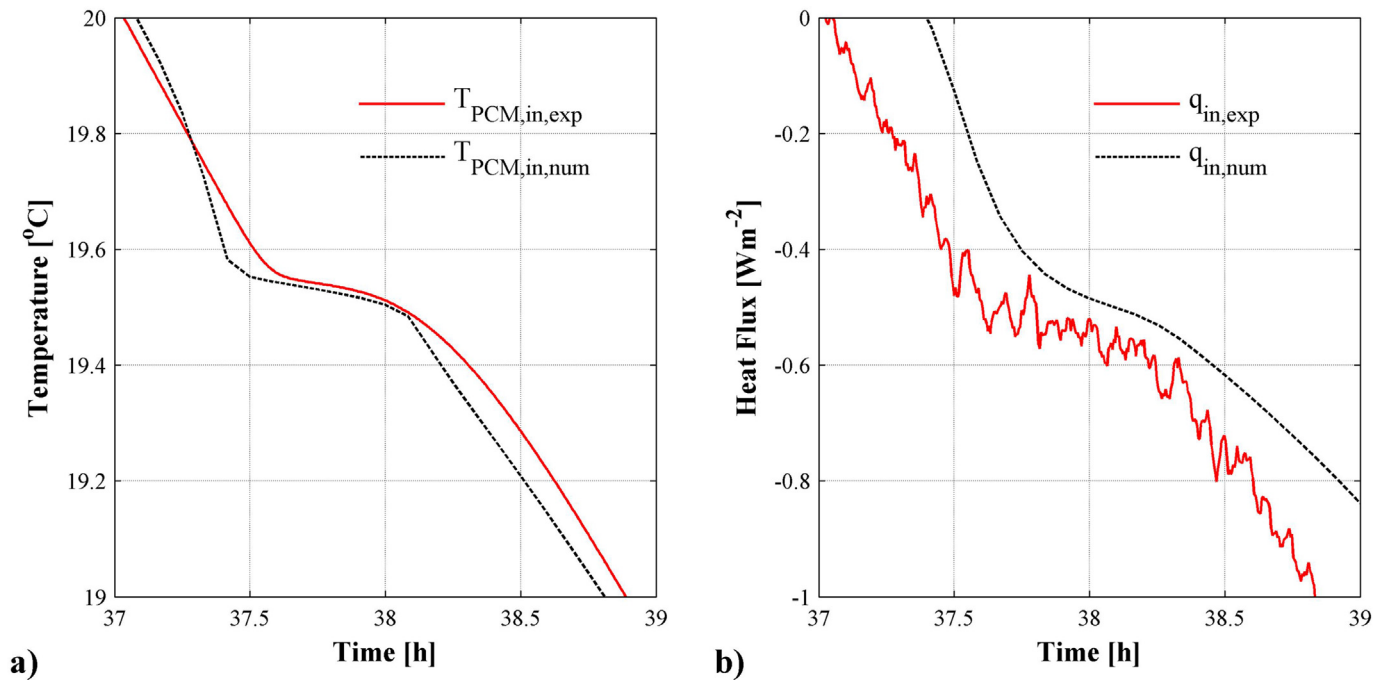 20
19.8
19.6
19.4
19.2
19
37
37.5
38
38.5
39
Temperature [°C]
Time [h]
T_PCM,in,exp
T_PCM,in,num
a)
0
-0.2
-0.4
-0.6
-0.8
-1
37
37.5
38
38.5
39
Heat Flux [Wm⁻²]
Time [h]
q_in,exp
q_in,num
b)